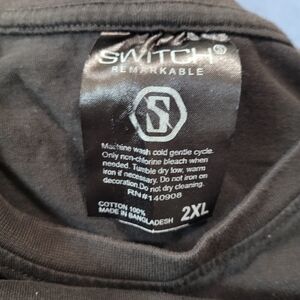 SWITCH®
REMARKABLE
S
Machine wash cold gentle cycle.
Only non-chlorine bleach when
needed. Tumble dry low, warm
iron if necessary. Do not iron on
decoration.Do not dry cleaning.
RN#140908
COTTON 100%
MADE IN BANGLADESH
2XL